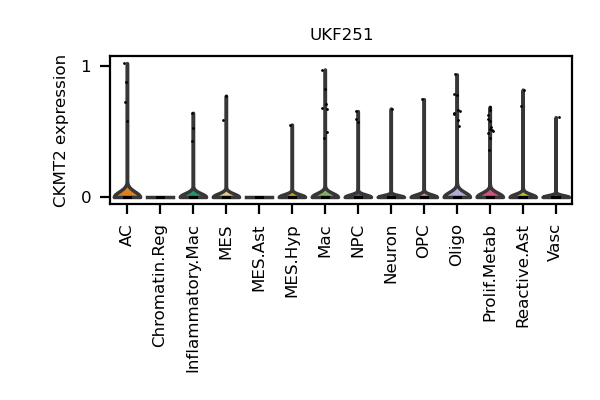 UKF251
CKMT2 expression
1
0
AC
Chromatin.Reg
Inflammatory.Mac
MES
MES.Ast
MES.Hyp
Mac
NPC
Neuron
OPC
Oligo
Prolif.Metab
Reactive.Ast
Vasc